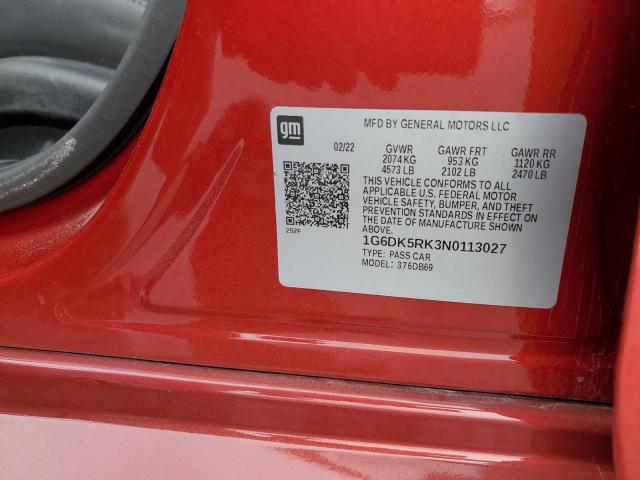 gm
MFD BY GENERAL MOTORS LLC
02/22 GVWR GAWR FRT GAWR RR
2074 KG 953 KG 1120 KG
4573 LB 2102 LB 2470 LB
THIS VEHICLE CONFORMS TO ALL
APPLICABLE U.S. FEDERAL MOTOR
VEHICLE SAFETY, BUMPER, AND THEFT
PREVENTION STANDARDS IN EFFECT ON
THE DATE OF MANUFACTURE SHOWN
ABOVE.
252F
1G6DK5RK3N0113027
TYPE: PASS CAR
MODEL: 376DB69